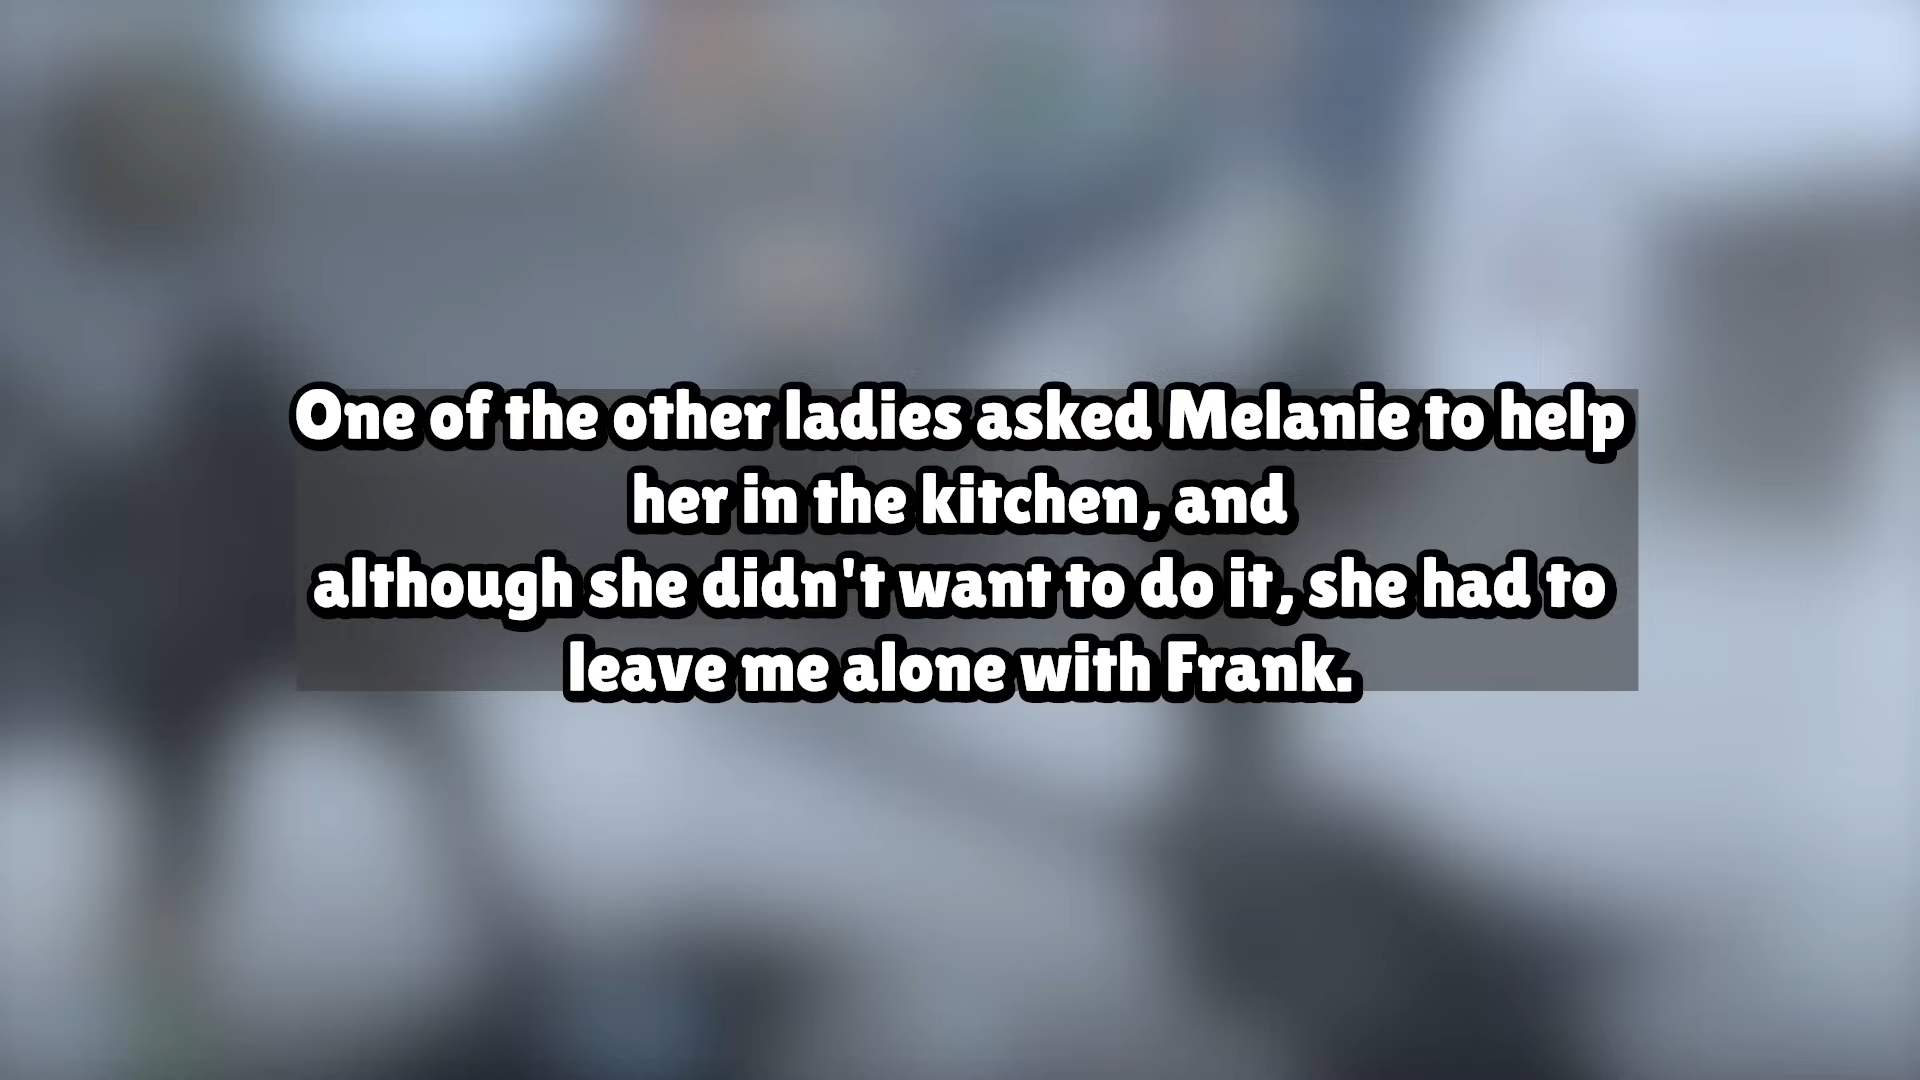 One of the other ladies asked Melanie to help
her in the kitchen, and
although she didn't want to do it, she had to
leave me alone with Frank.